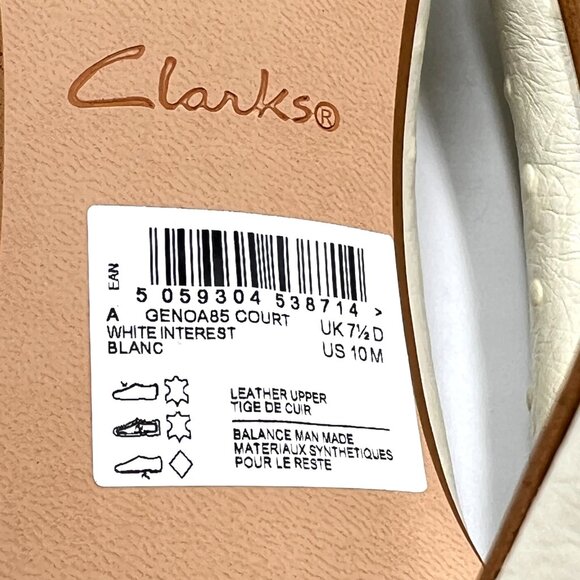 Clarks®
EAN
5 059304 538714 >
A GENOA85 COURT UK 7½ D
WHITE INTEREST
BLANC US 10 M
LEATHER UPPER
TIGE DE CUIR
BALANCE MAN MADE
MATERIAUX SYNTHETIQUES
POUR LE RESTE